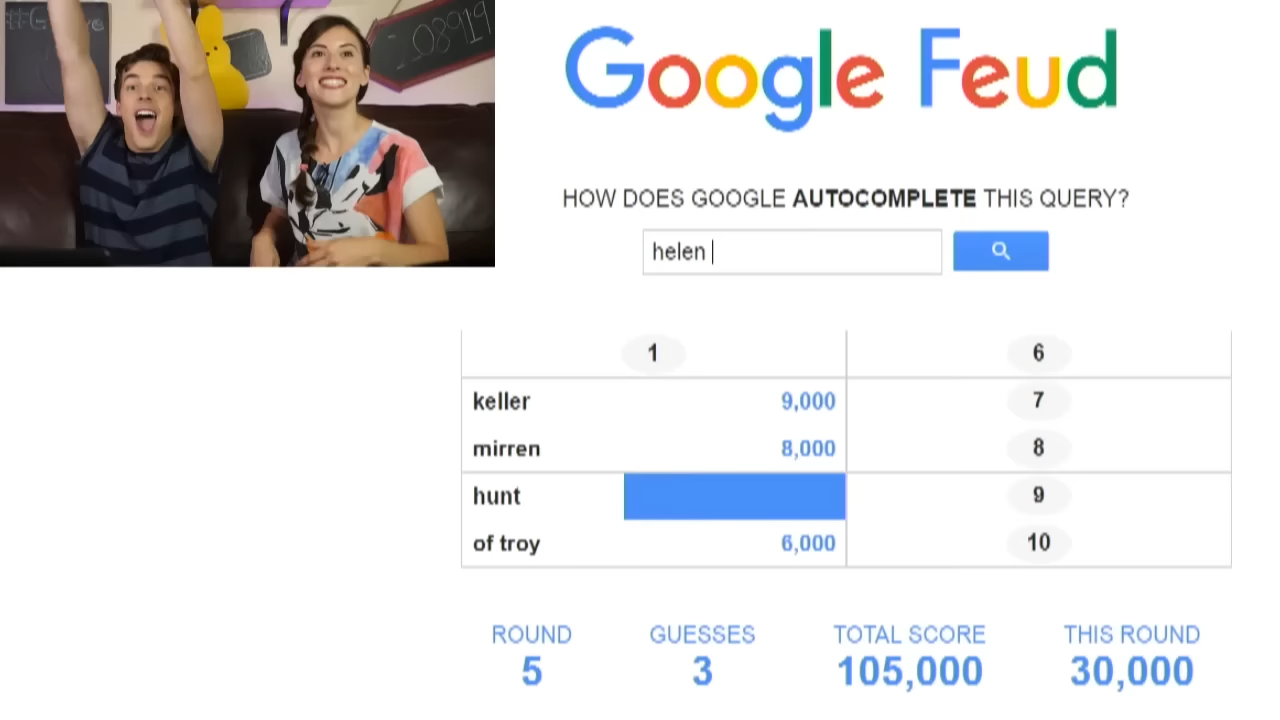 08919
Google Feud
HOW DOES GOOGLE AUTOCOMPLETE THIS QUERY?
helen
1 6
keller 9,000 7
mirren 8,000 8
hunt 9
of troy 6,000 10
ROUND GUESSES TOTAL SCORE THIS ROUND
5 3 105,000 30,000